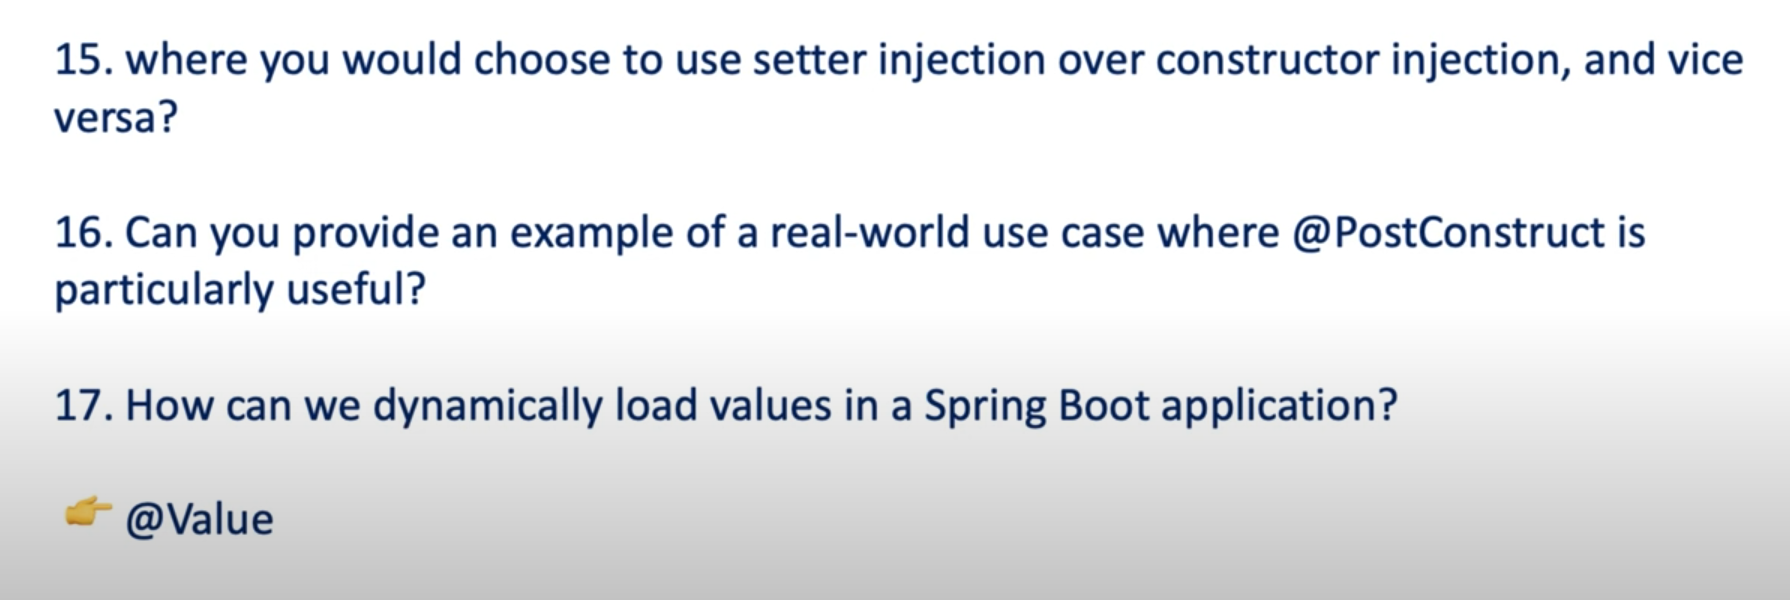 15. where you would choose to use setter injection over constructor injection, and vice
versa?
16. Can you provide an example of a real-world use case where @PostConstruct is
particularly useful?
17. How can we dynamically load values in a Spring Boot application?
👉 @Value